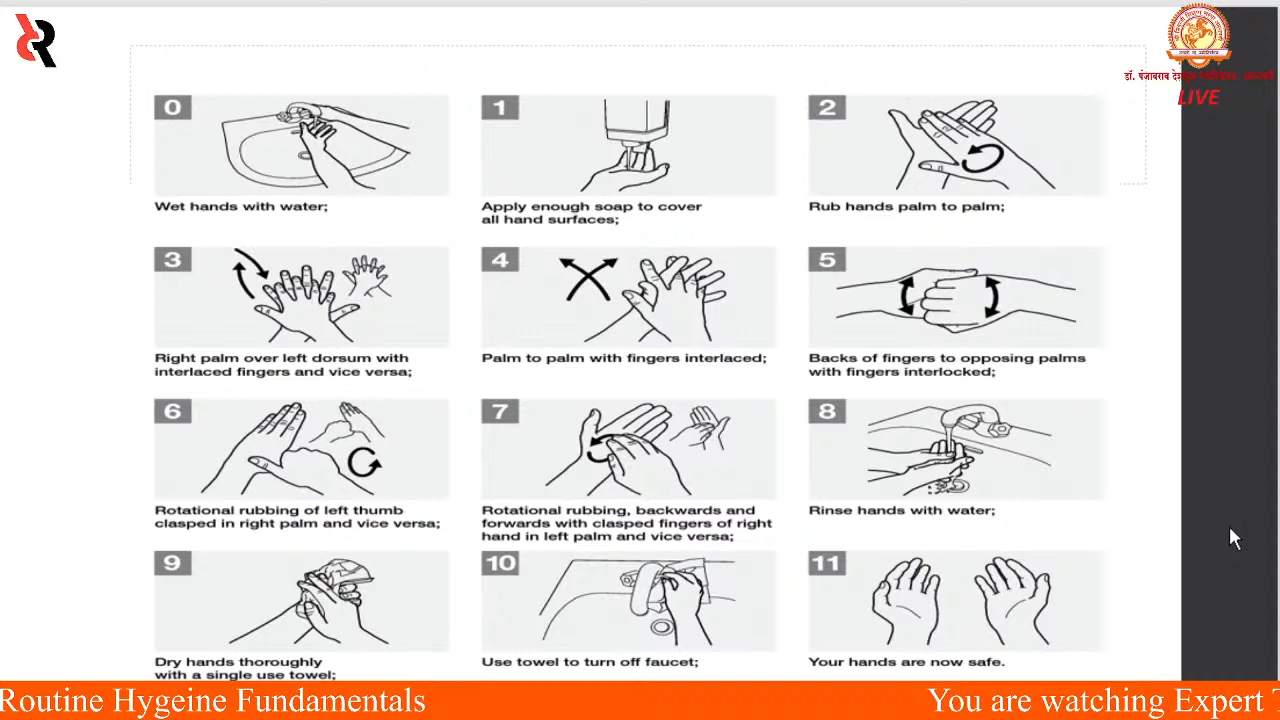 LIVE
0
Wet hands with water;
1
Apply enough soap to cover
all hand surfaces;
2
Rub hands palm to palm;
3
Right palm over left dorsum with
interlaced fingers and vice versa;
4
Palm to palm with fingers interlaced;
5
Backs of fingers to opposing palms
with fingers interlocked;
6
Rotational rubbing of left thumb
clasped in right palm and vice versa;
7
Rotational rubbing, backwards and
forwards with clasped fingers of right
hand in left palm and vice versa;
8
Rinse hands with water;
9
Dry hands thoroughly
with a single use towel;
10
Use towel to turn off faucet;
11
Your hands are now safe.
Routine Hygeine Fundamentals
You are watching Expert